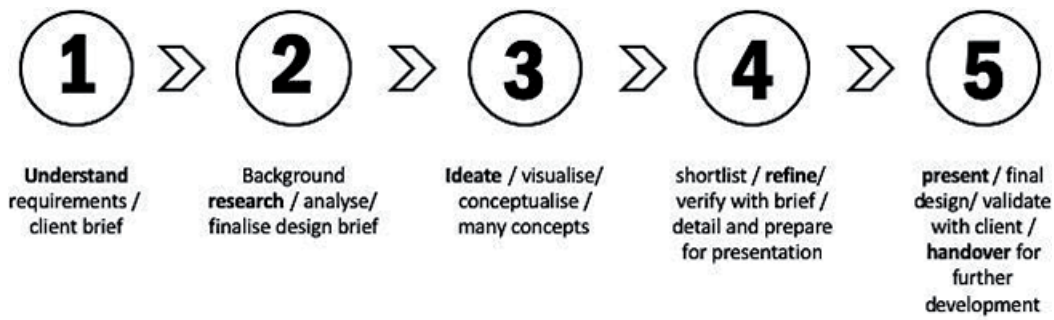 1
2
3
4
5
Understand
requirements /
client brief
Background
research / analyse/
finalise design brief
Ideate / visualise/
conceptualise /
many concepts
shortlist / refine/
verify with brief /
detail and prepare
for presentation
present / final
design/ validate
with client /
handover for
further
development